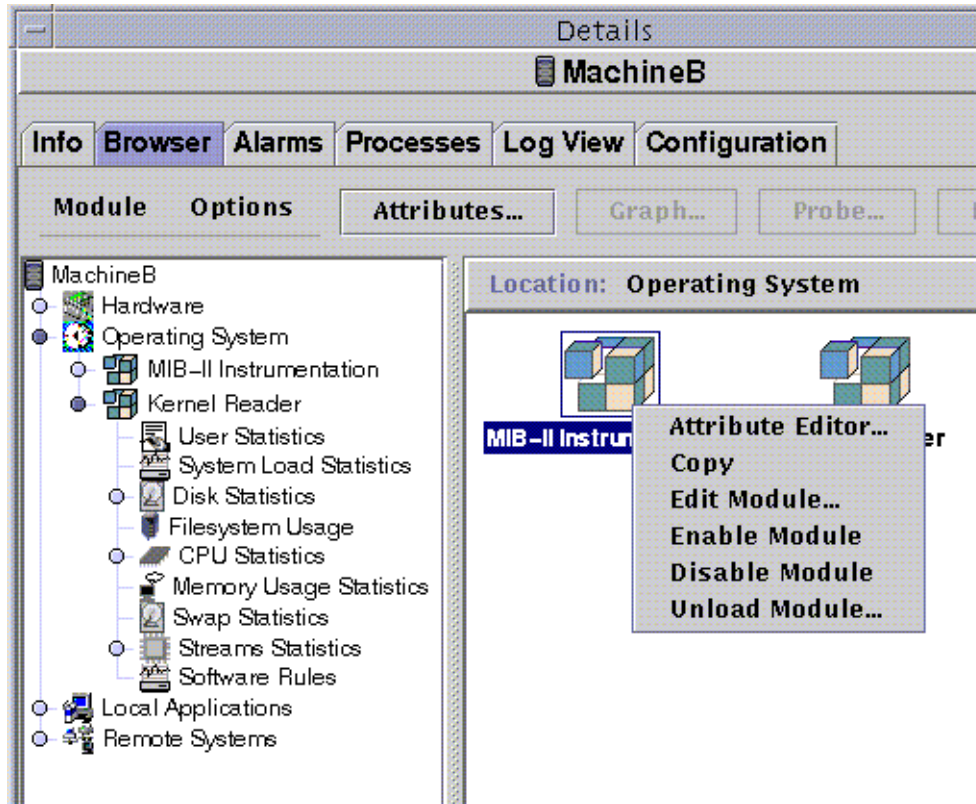 Details
MachineB
Info Browser Alarms Processes Log View Configuration
Module Options Attributes... Graph... Probe...
MachineB
Hardware
Operating System
MIB–II Instrumentation
Kernel Reader
User Statistics
System Load Statistics
Disk Statistics
Filesystem Usage
CPU Statistics
Memory Usage Statistics
Swap Statistics
Streams Statistics
Software Rules
Local Applications
Remote Systems
Location: Operating System
MIB–II Instrum
Attribute Editor...
Copy
Edit Module...
Enable Module
Disable Module
Unload Module...